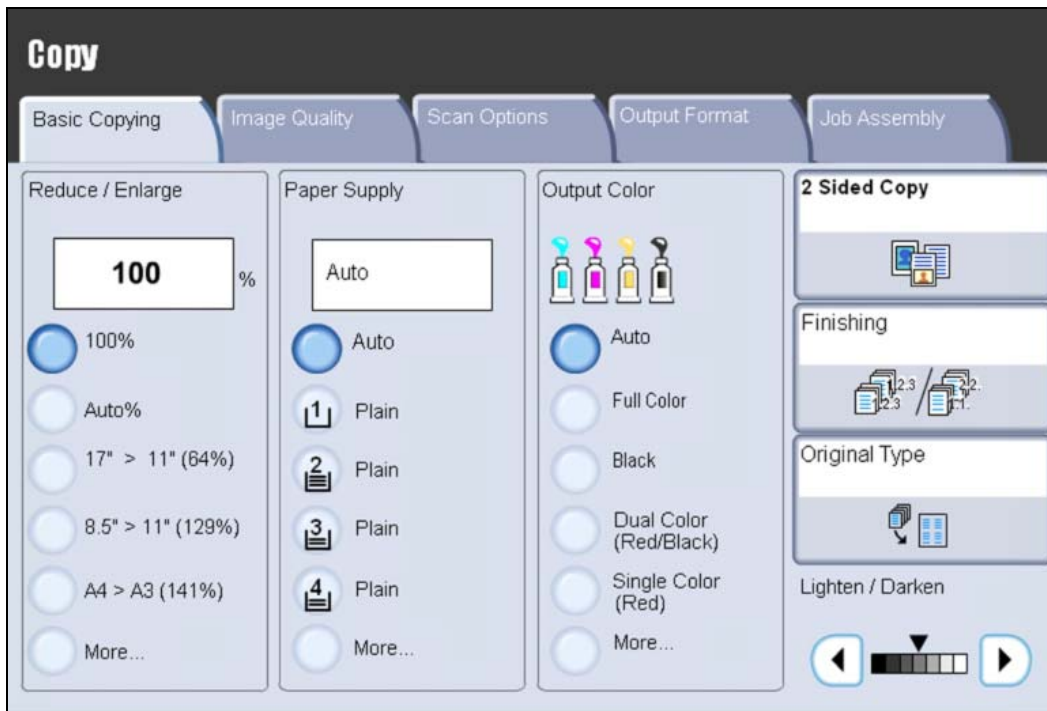 Copy
Basic Copying
Image Quality
Scan Options
Output Format
Job Assembly
Reduce / Enlarge
100
%
100%
Auto%
17" > 11" (64%)
8.5" > 11" (129%)
A4 > A3 (141%)
More...
Paper Supply
Auto
Auto
1 Plain
2 Plain
3 Plain
4 Plain
More...
Output Color
Auto
Full Color
Black
Dual Color
(Red/Black)
Single Color
(Red)
More...
2 Sided Copy
Finishing
Original Type
Lighten / Darken